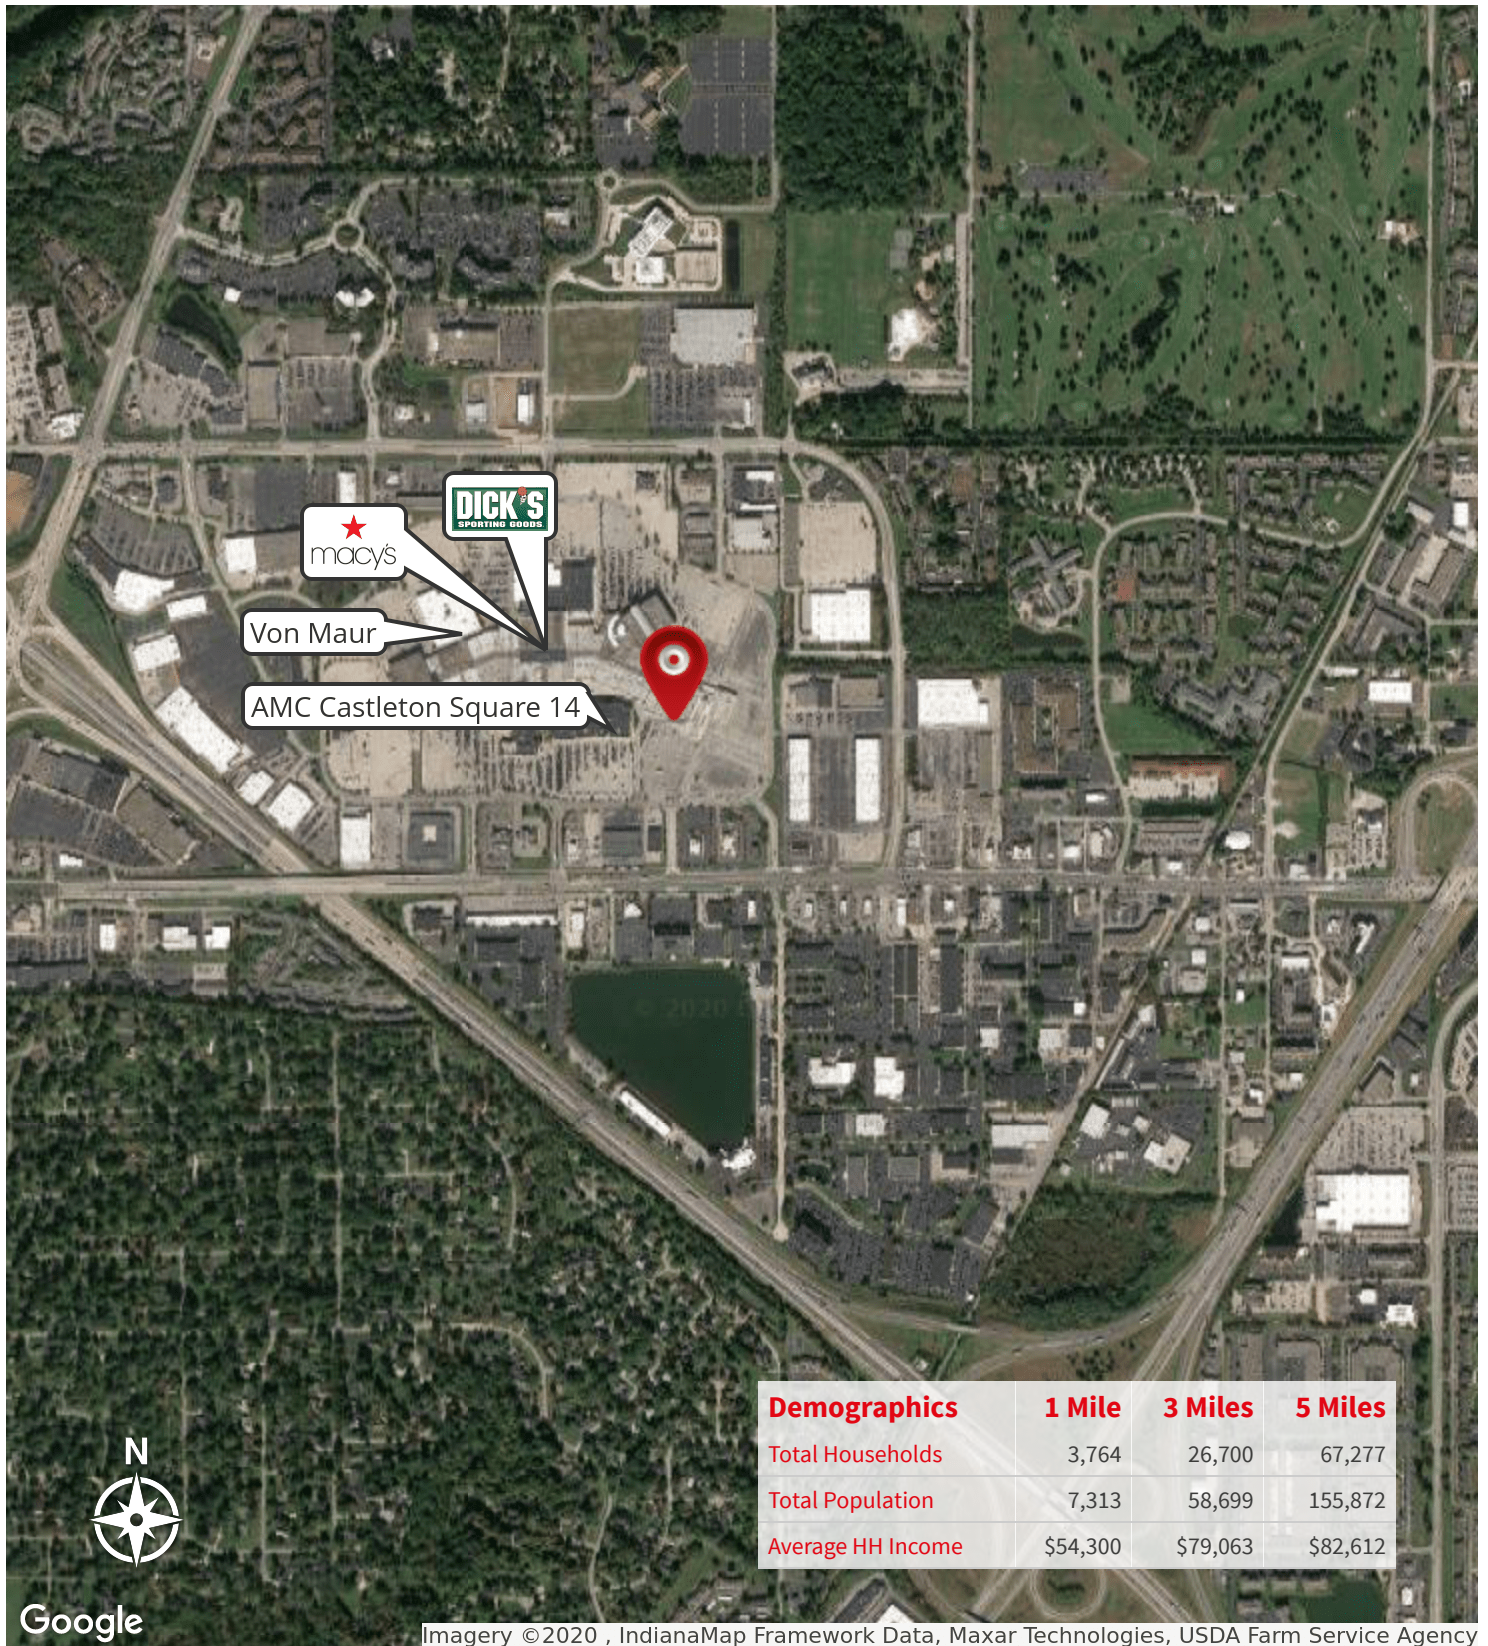 DICK'S
SPORTING GOODS
macy's
Von Maur
AMC Castleton Square 14
© 2020
Demographics 1 Mile 3 Miles 5 Miles
Total Households 3,764 26,700 67,277
Total Population 7,313 58,699 155,872
Average HH Income $54,300 $79,063 $82,612
N
Google
Imagery ©2020 , IndianaMap Framework Data, Maxar Technologies, USDA Farm Service Agency